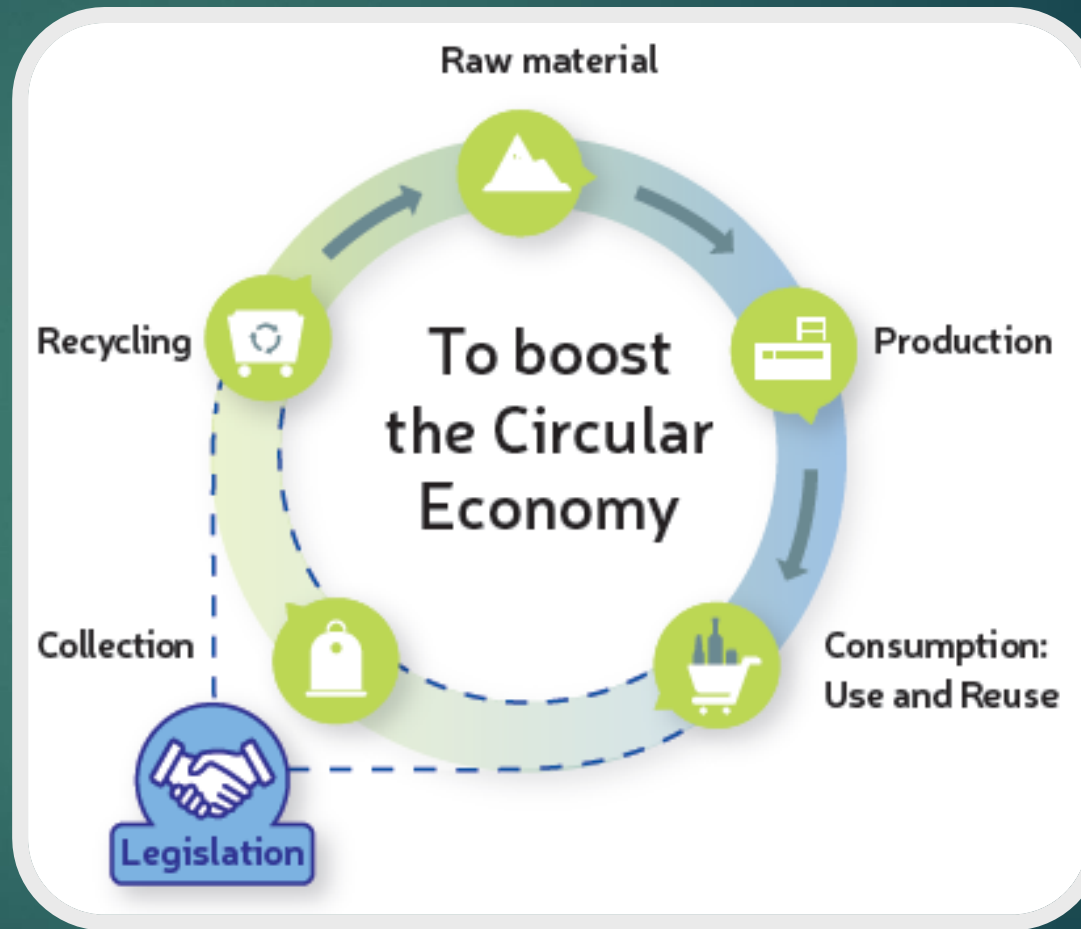 Raw material
Recycling
To boost
the Circular
Economy
Production
Collection
Consumption:
Use and Reuse
Legislation